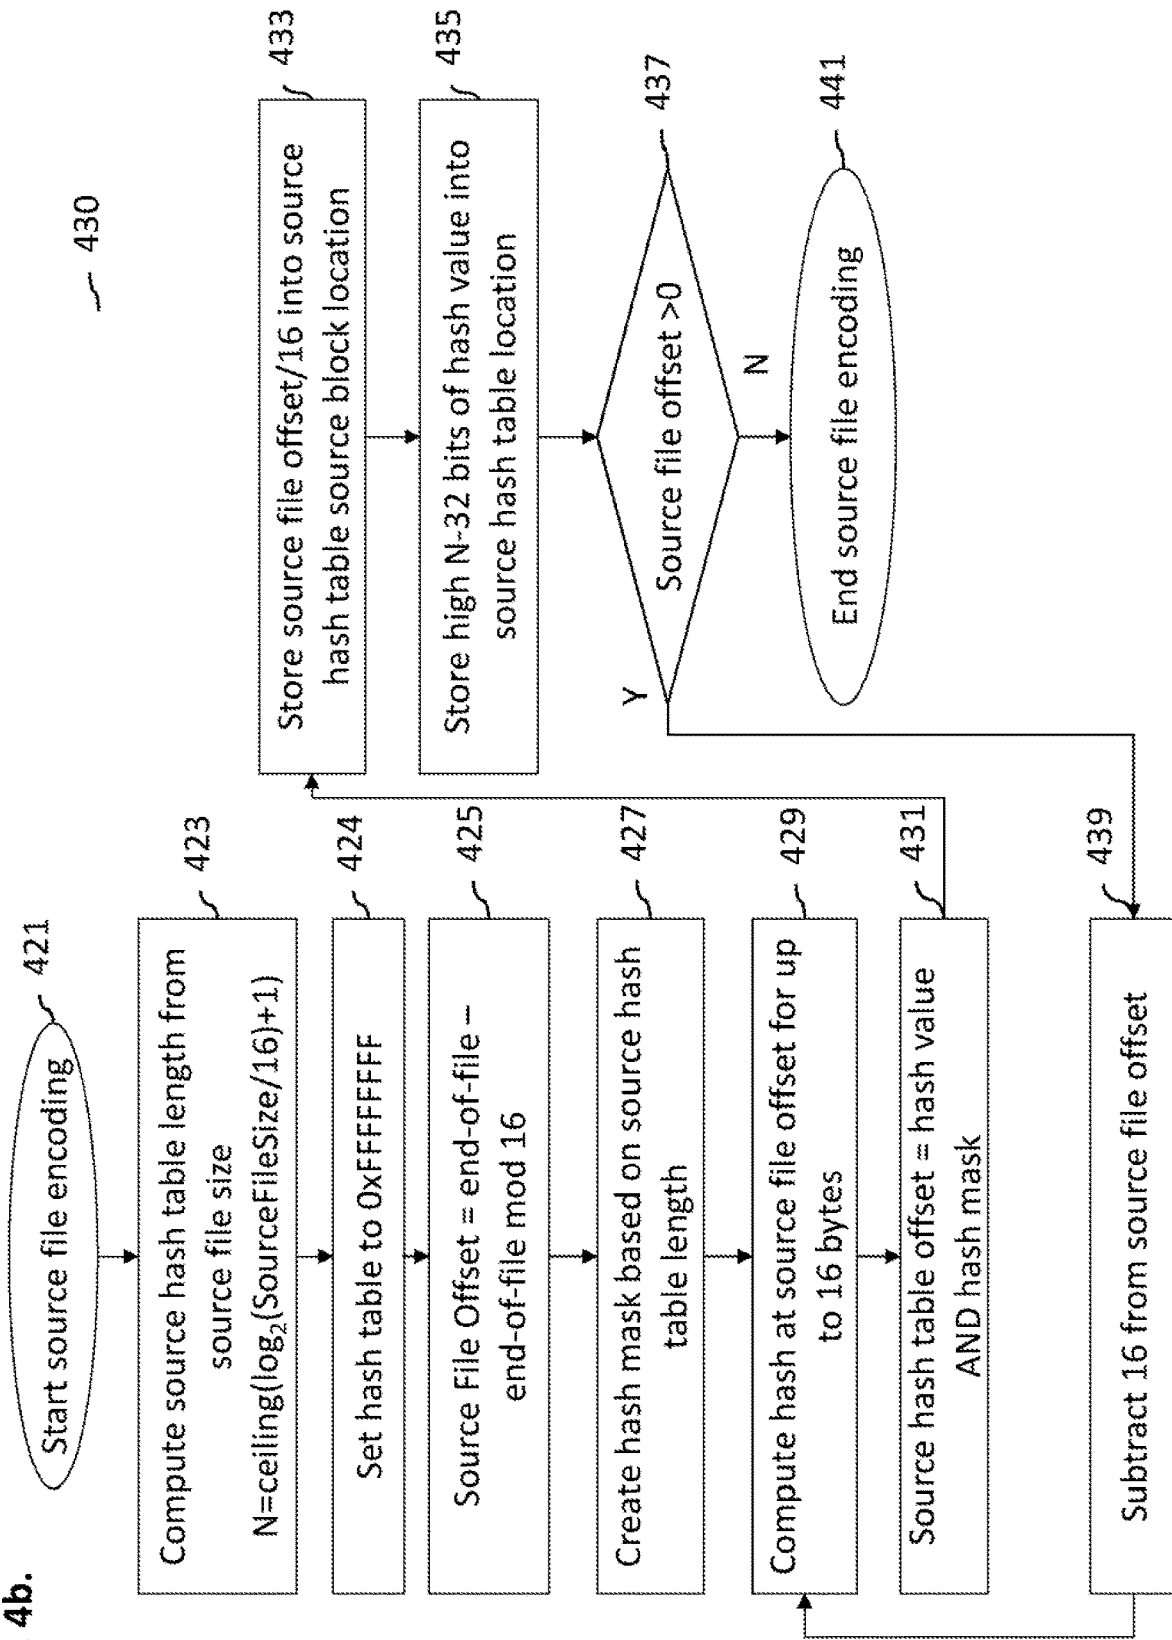 4b.
430
Start source file encoding
421
Compute source hash table length from
source file size
N=ceiling(log₂(SourceFileSize/16)+1)
423
Set hash table to 0xFFFFFFFF
424
Source File Offset = end-of-file –
end-of-file mod 16
425
Create hash mask based on source hash
table length
427
Compute hash at source file offset for up
to 16 bytes
429
Source hash table offset = hash value
AND hash mask
431
Store source file offset/16 into source
hash table source block location
433
Store high N-32 bits of hash value into
source hash table location
435
Source file offset >0
437
Y
N
Subtract 16 from source file offset
439
End source file encoding
441